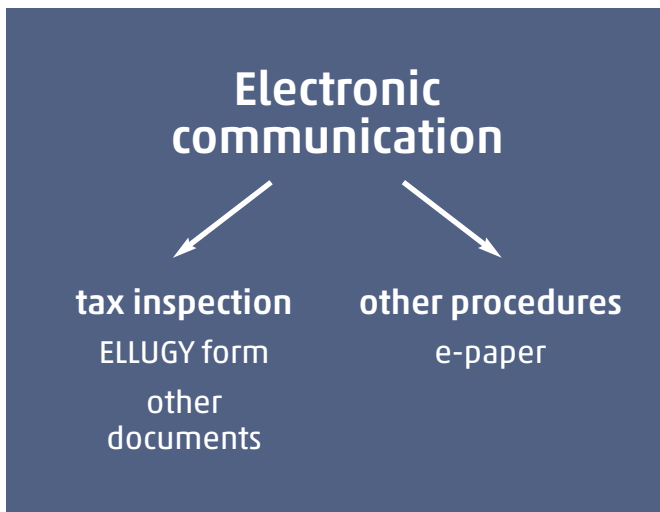 Electronic
communication
tax inspection
ELLUGY form
other
documents
other procedures
e-paper